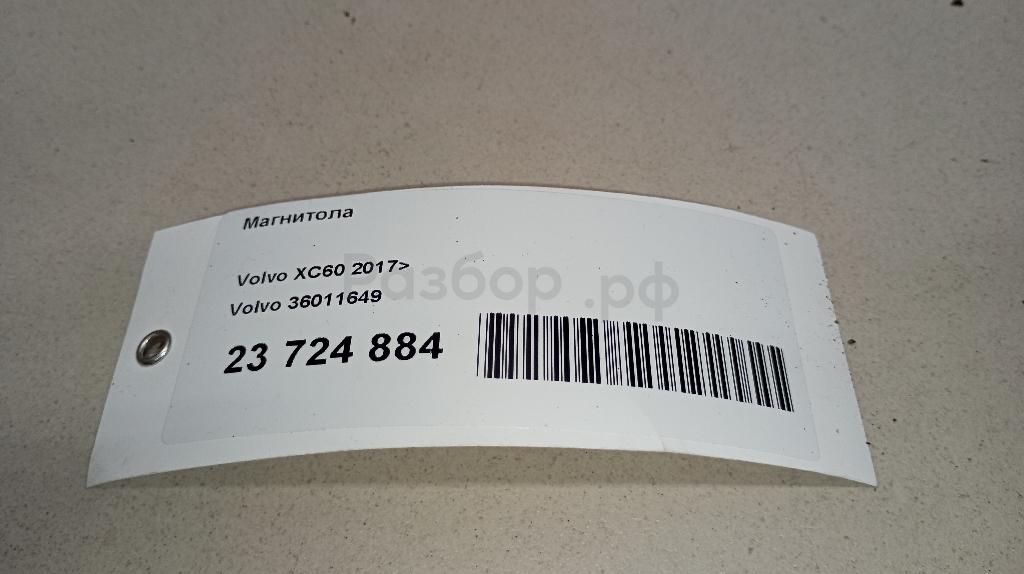 Магнитола
Volvo XC60 2017>
Volvo 36011649
23 724 884
Разбор.рф